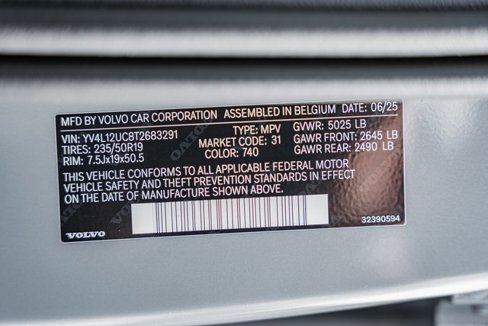 MFD BY VOLVO CAR CORPORATION ASSEMBLED IN BELGIUM DATE: 06/25
VIN: YV4L12UC8T2683291 TYPE: MPV GVWR: 5025 LB
TIRES: 235/50R19 MARKET CODE: 31 GAWR FRONT: 2645 LB
RIM: 7.5Jx19x50.5 COLOR: 740 GAWR REAR: 2490 LB
THIS VEHICLE CONFORMS TO ALL APPLICABLE FEDERAL MOTOR
VEHICLE SAFETY AND THEFT PREVENTION STANDARDS IN EFFECT
ON THE DATE OF MANUFACTURE SHOWN ABOVE.
VOLVO 32390594